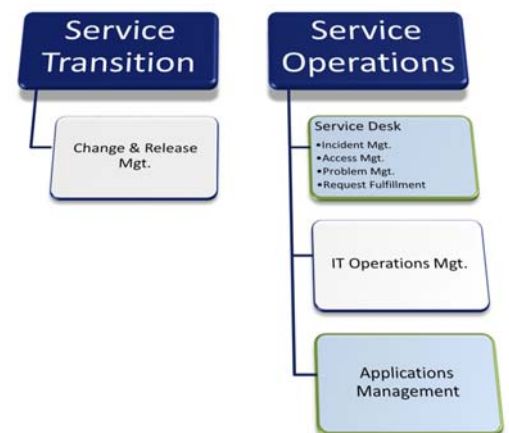 Service
Transition
Change & Release
Mgt.
Service
Operations
Service Desk
•Incident Mgt.
•Access Mgt.
•Problem Mgt.
•Request Fulfillment
IT Operations Mgt.
Applications
Management